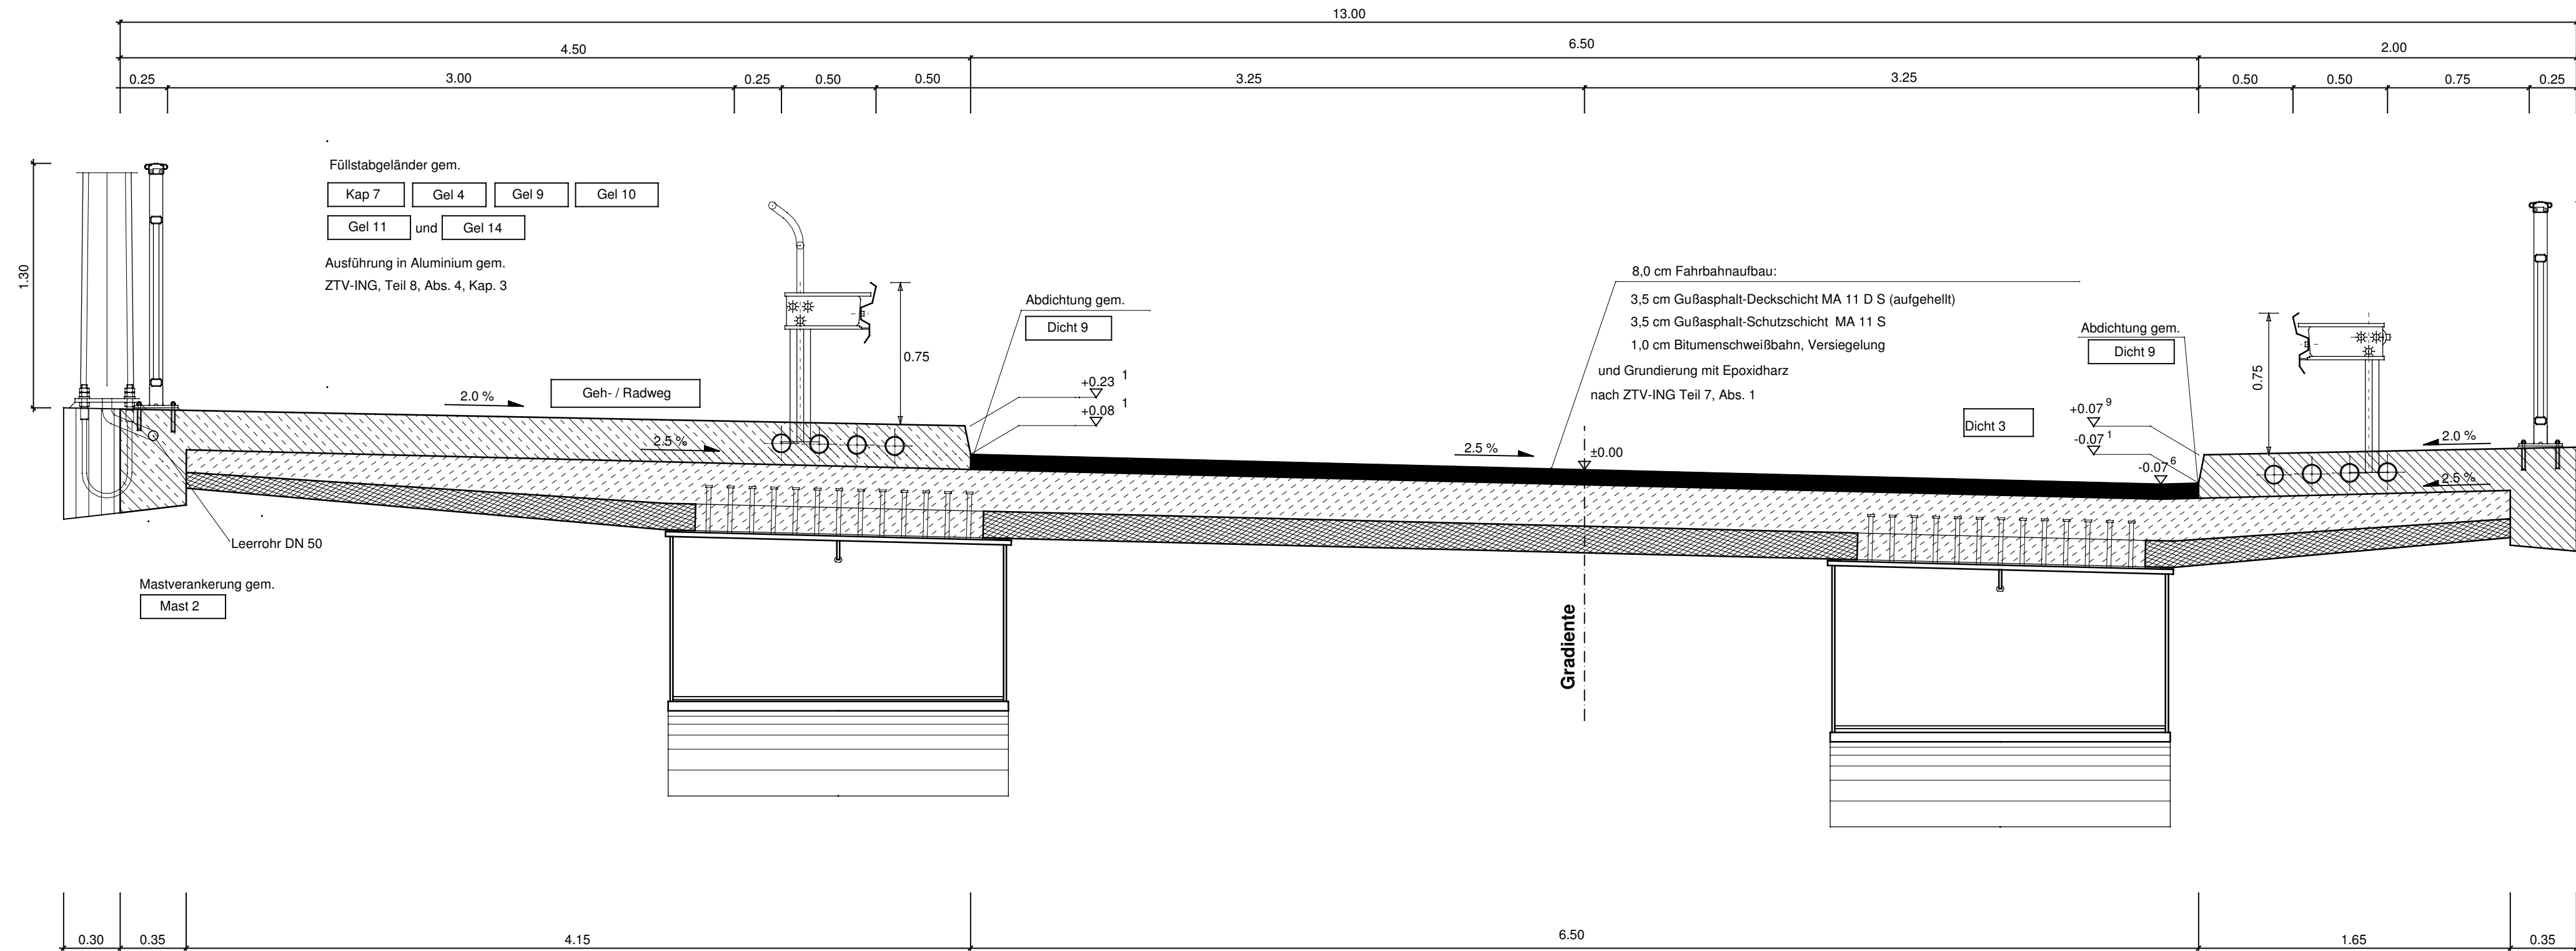 13.00
4.50
6.50
2.00
0.25
3.00
0.25
0.50
0.50
3.25
3.25
0.50
0.50
0.75
0.25
1.30
Füllstabgeländer gem.
Kap 7
Gel 4
Gel 9
Gel 10
Gel 11
und
Gel 14
Ausführung in Aluminium gem.
ZTV-ING, Teil 8, Abs. 4, Kap. 3
2.0 %
Geh- / Radweg
2.5 %
0.75
Abdichtung gem.
Dicht 9
+0.23 1
+0.08 1
8,0 cm Fahrbahnaufbau:
3,5 cm Gußasphalt-Deckschicht MA 11 D S (aufgehellt)
3,5 cm Gußasphalt-Schutzschicht MA 11 S
1,0 cm Bitumenschweißbahn, Versiegelung
und Grundierung mit Epoxidharz
nach ZTV-ING Teil 7, Abs. 1
2.5 %
±0.00
Gradiente
Dicht 3
Abdichtung gem.
Dicht 9
+0.07 9
-0.07 1
-0.07 6
0.75
2.0 %
2.5 %
Leerrohr DN 50
Mastverankerung gem.
Mast 2
0.30
0.35
4.15
6.50
1.65
0.35